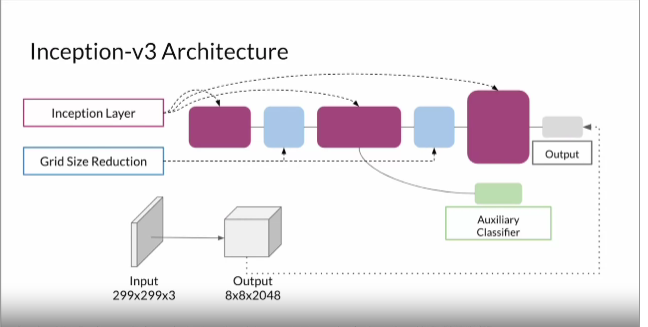 Inception-v3 Architecture
Inception Layer
Grid Size Reduction
Output
Auxiliary
Classifier
Input
299x299x3
Output
8x8x2048